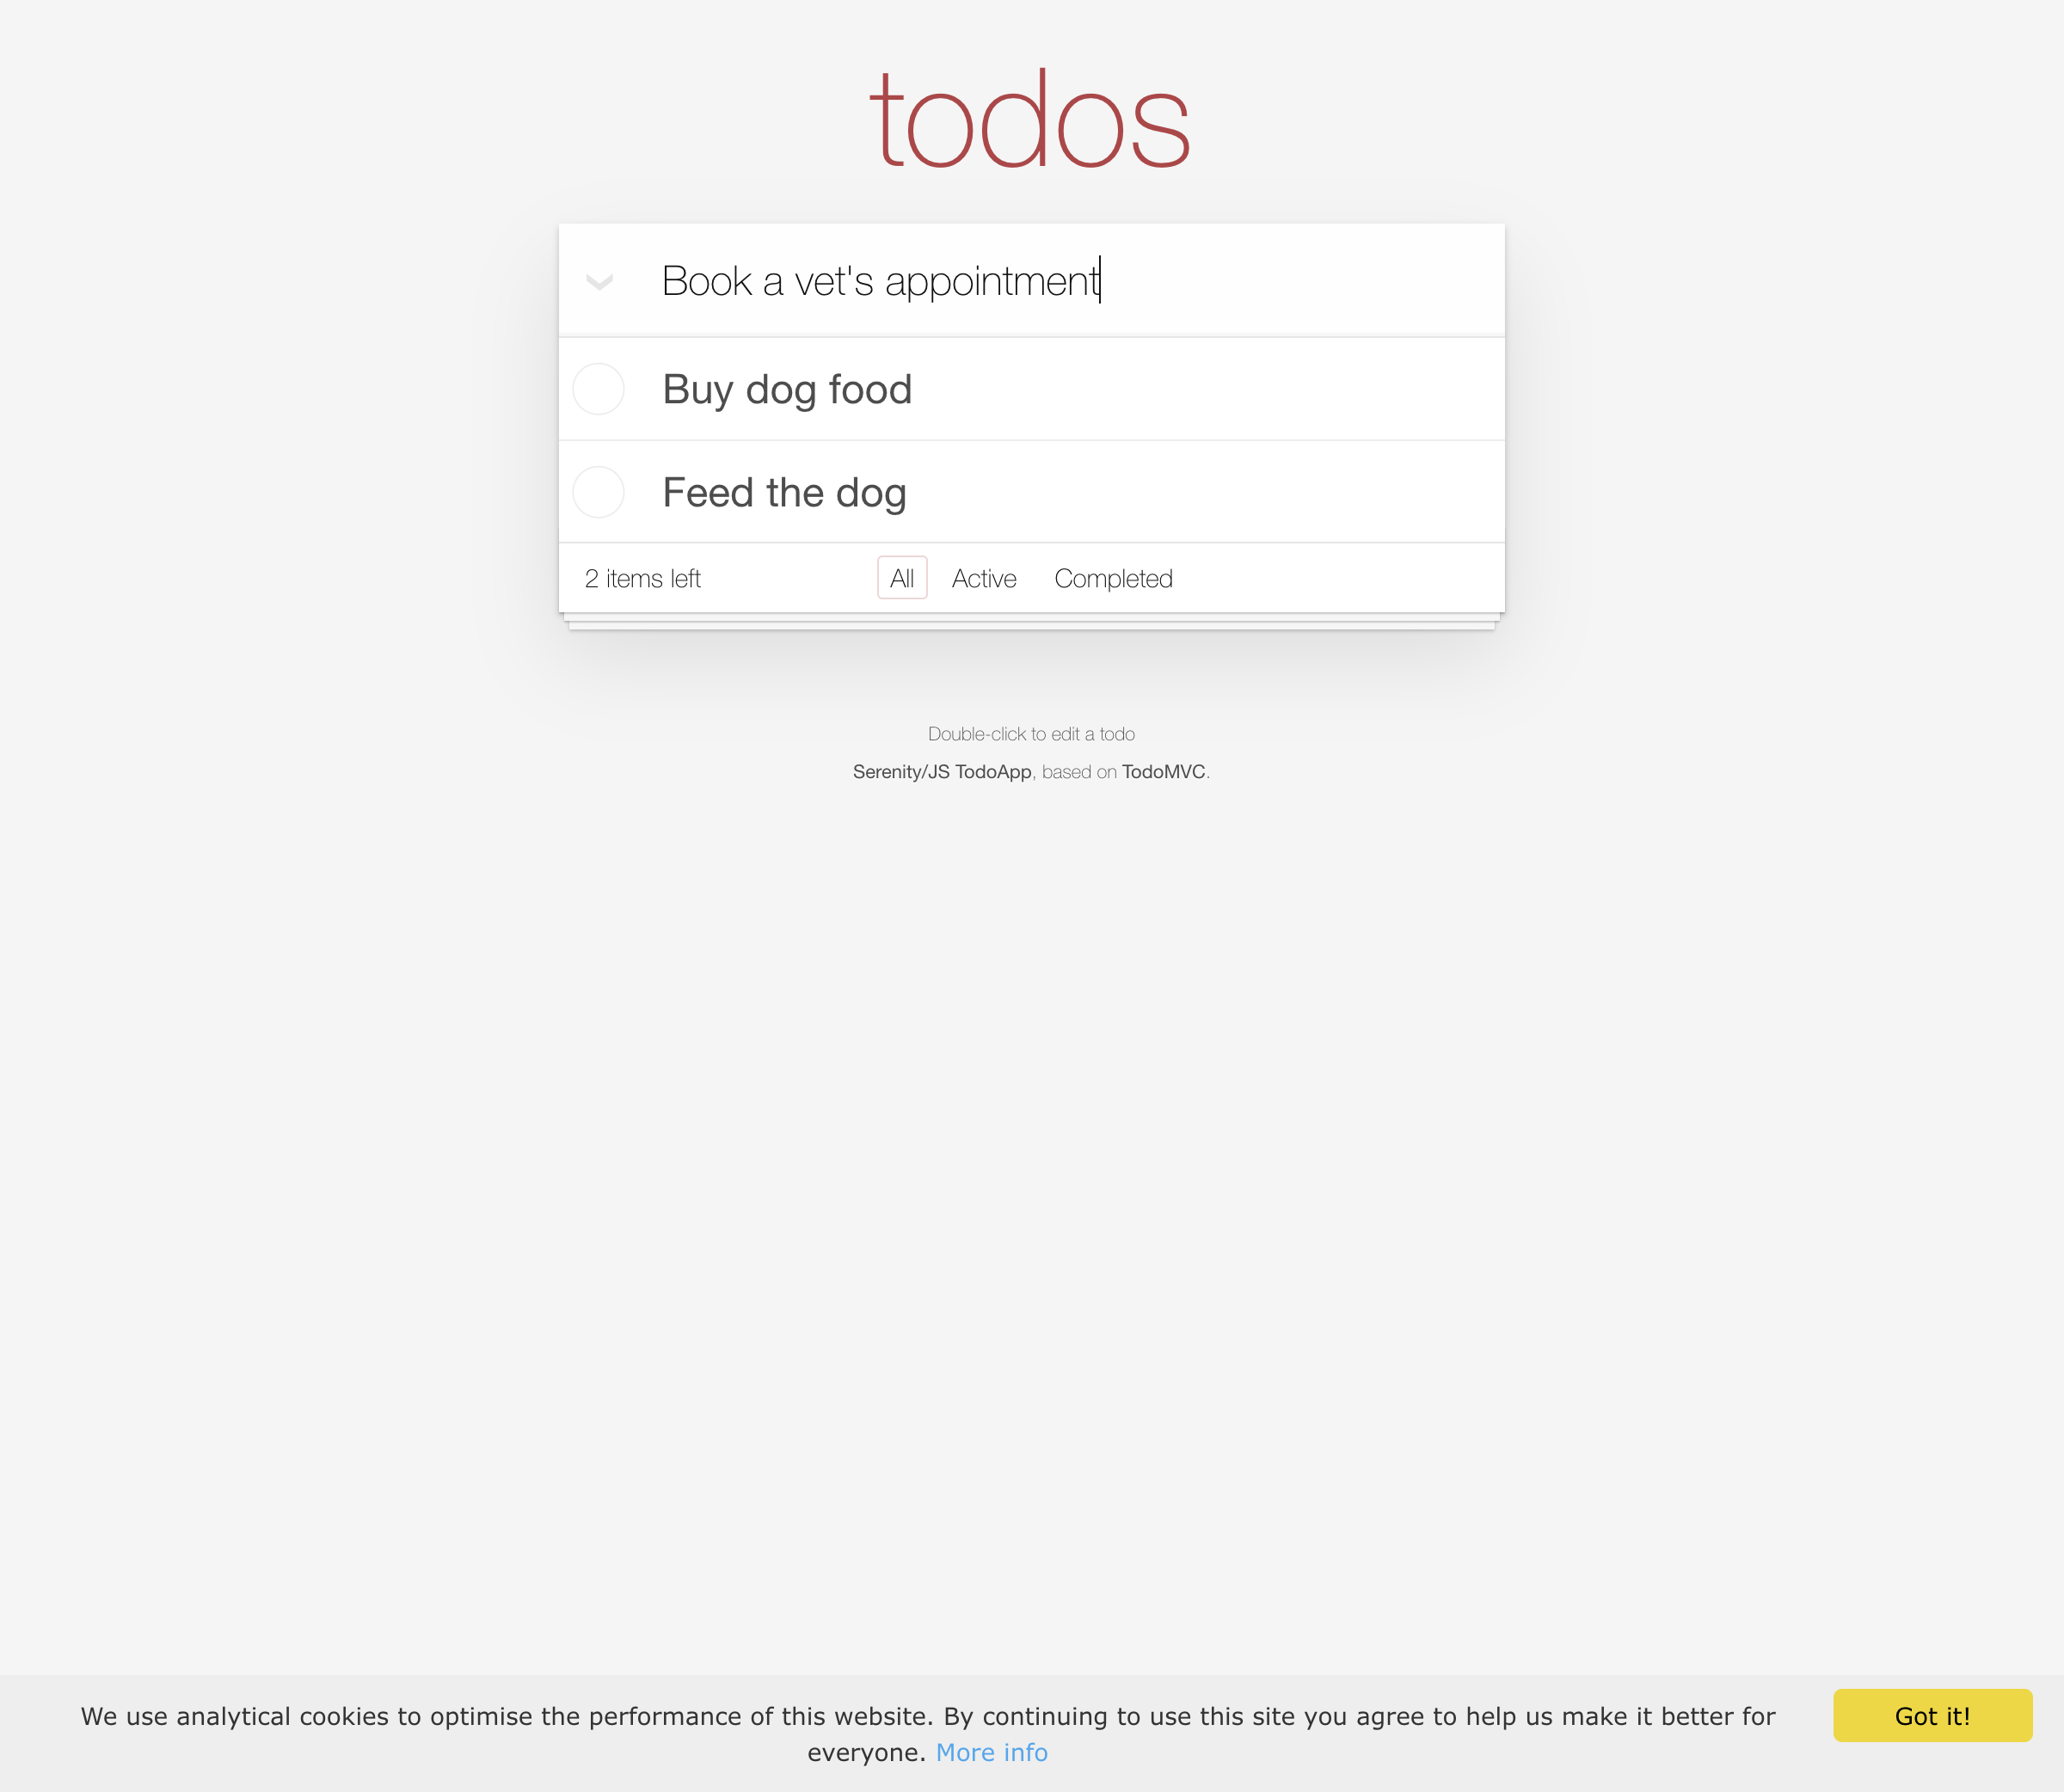 todos
Book a vet's appointment
Buy dog food
Feed the dog
2 items left All Active Completed
Double-click to edit a todo
Serenity/JS TodoApp, based on TodoMVC.
We use analytical cookies to optimise the performance of this website. By continuing to use this site you agree to help us make it better for
everyone. More info
Got it!